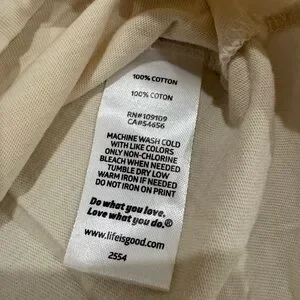 100% COTTON
100% COTON
RN#109109
CA#54656
MACHINE WASH COLD
WITH LIKE COLORS
ONLY NON-CHLORINE
BLEACH WHEN NEEDED
TUMBLE DRY LOW
WARM IRON IF NEEDED
DO NOT IRON ON PRINT
Do what you love.
Love what you do.®
www.lifeisgood.com
2554